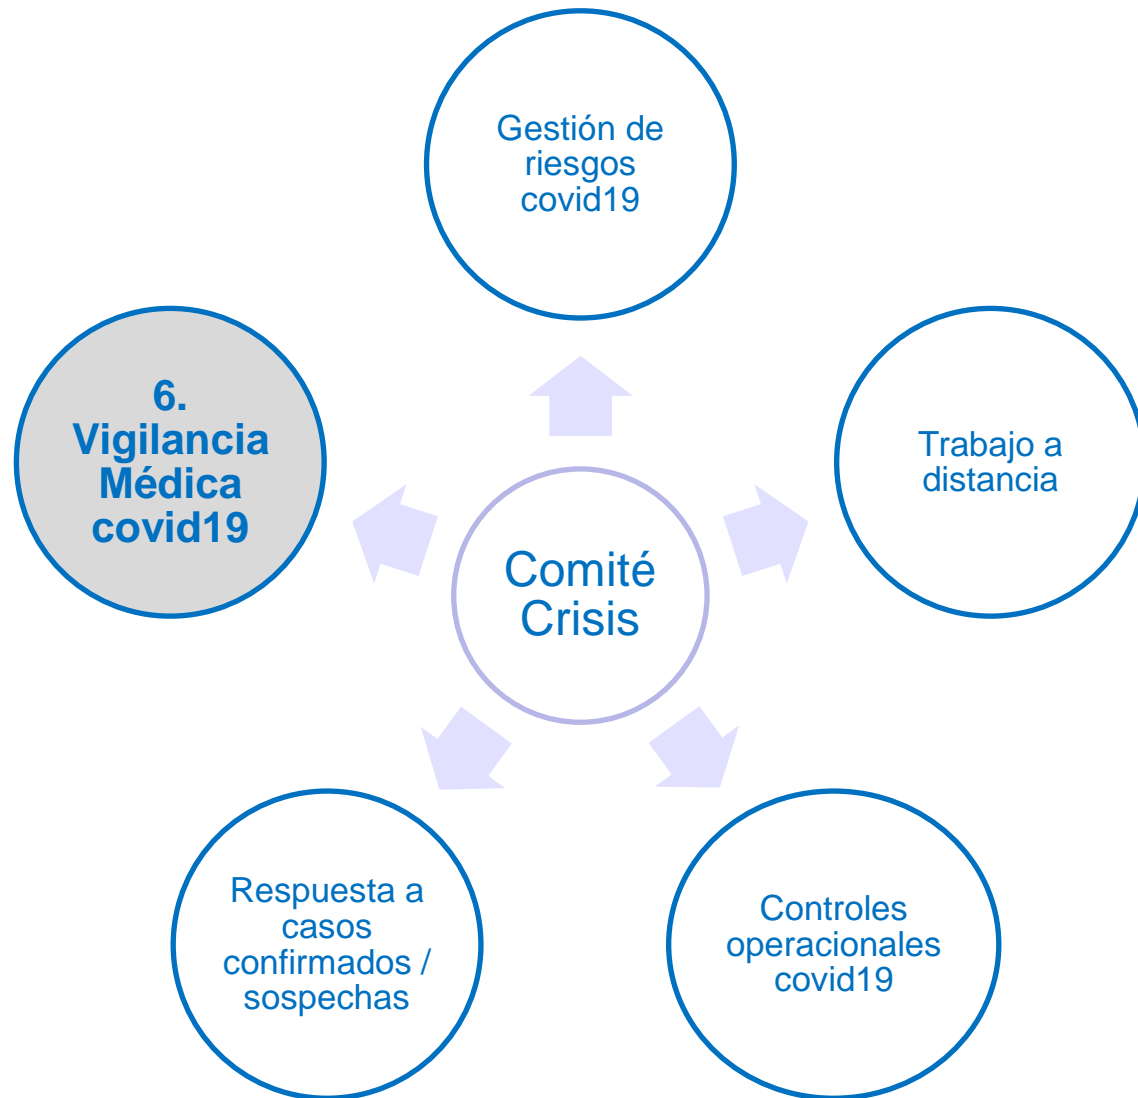 Gestión de
riesgos
covid19
6.
Vigilancia
Médica
covid19
Trabajo a
distancia
Comité
Crisis
Respuesta a
casos
confirmados /
sospechas
Controles
operacionales
covid19